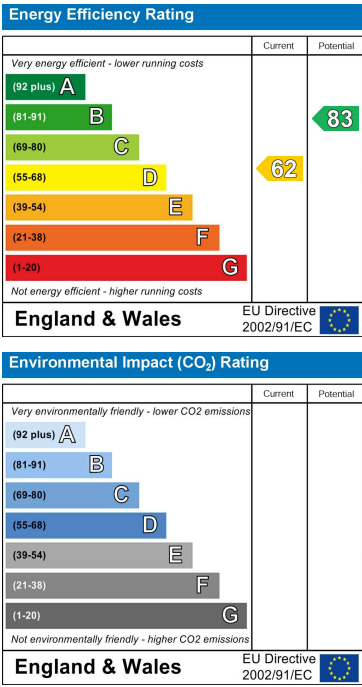 Energy Efficiency Rating
Current Potential
Very energy efficient - lower running costs
(92 plus) A
(81-91) B
83
(69-80) C
(55-68) D
62
(39-54) E
(21-38) F
(1-20) G
Not energy efficient - higher running costs
England & Wales
EU Directive
2002/91/EC
Environmental Impact (CO₂) Rating
Current Potential
Very environmentally friendly - lower CO2 emissions
(92 plus) A
(81-91) B
(69-80) C
(55-68) D
(39-54) E
(21-38) F
(1-20) G
Not environmentally friendly - higher CO2 emissions
England & Wales
EU Directive
2002/91/EC